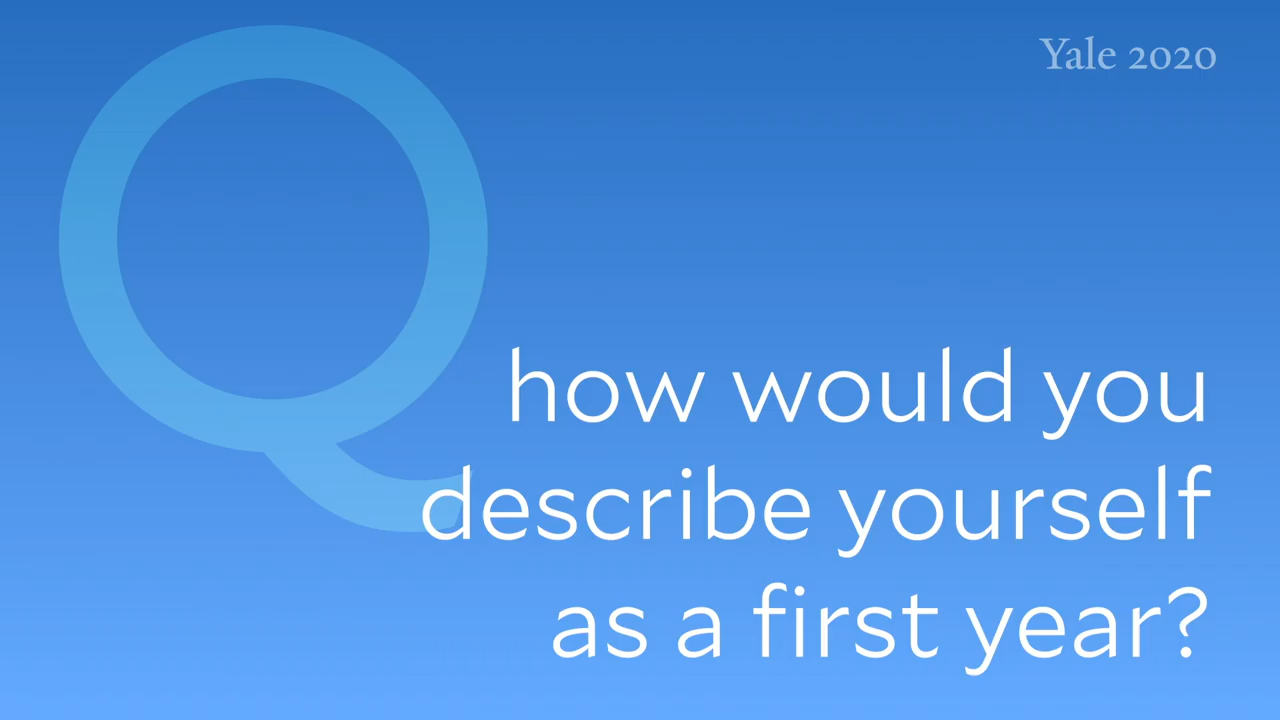 Yale 2020
Q
how would you
describe yourself
as a first year?